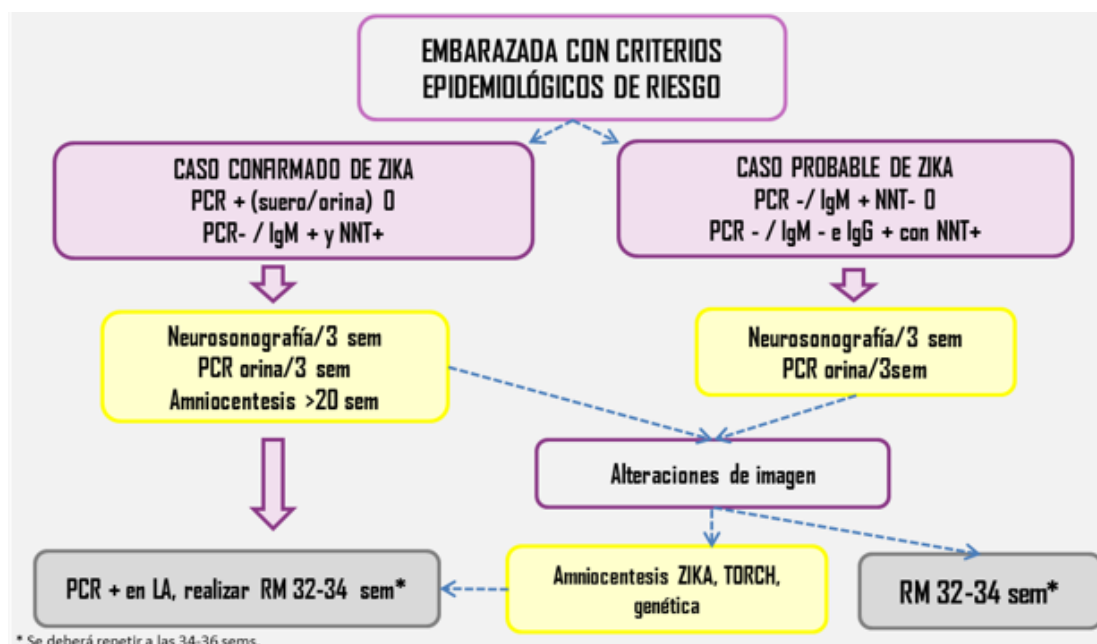 EMBARAZADA CON CRITERIOS
EPIDEMIOLÓGICOS DE RIESGO
CASO CONFIRMADO DE ZIKA
PCR + (suero/orina) O
PCR- / IgM + y NNT+
CASO PROBABLE DE ZIKA
PCR -/ IgM + NNT- O
PCR - / IgM - e IgG + con NNT+
Neurosonografía/3 sem
PCR orina/3 sem
Amniocentesis >20 sem
Neurosonografía/3 sem
PCR orina/3sem
Alteraciones de imagen
PCR + en LA, realizar RM 32-34 sem*
Amniocentesis ZIKA, TORCH,
genética
RM 32-34 sem*
* Se deberá repetir a las 34-36 sems.